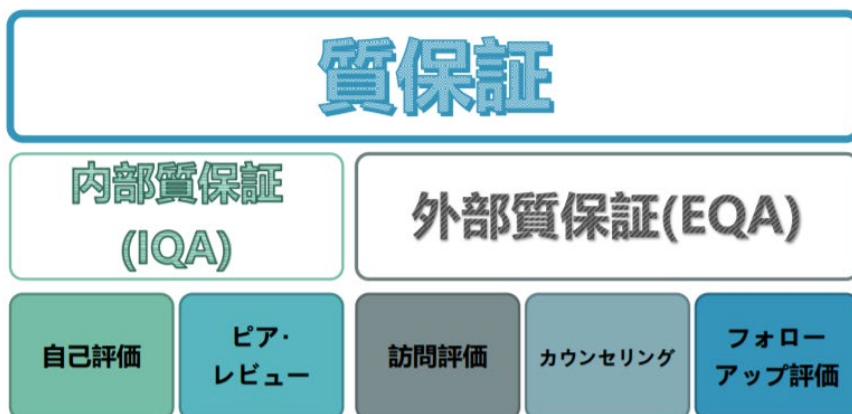 質保証
内部質保証
(IQA)
外部質保証(EQA)
自己評価
ピア・
レビュー
訪問評価
カウンセリング
フォロー
アップ評価